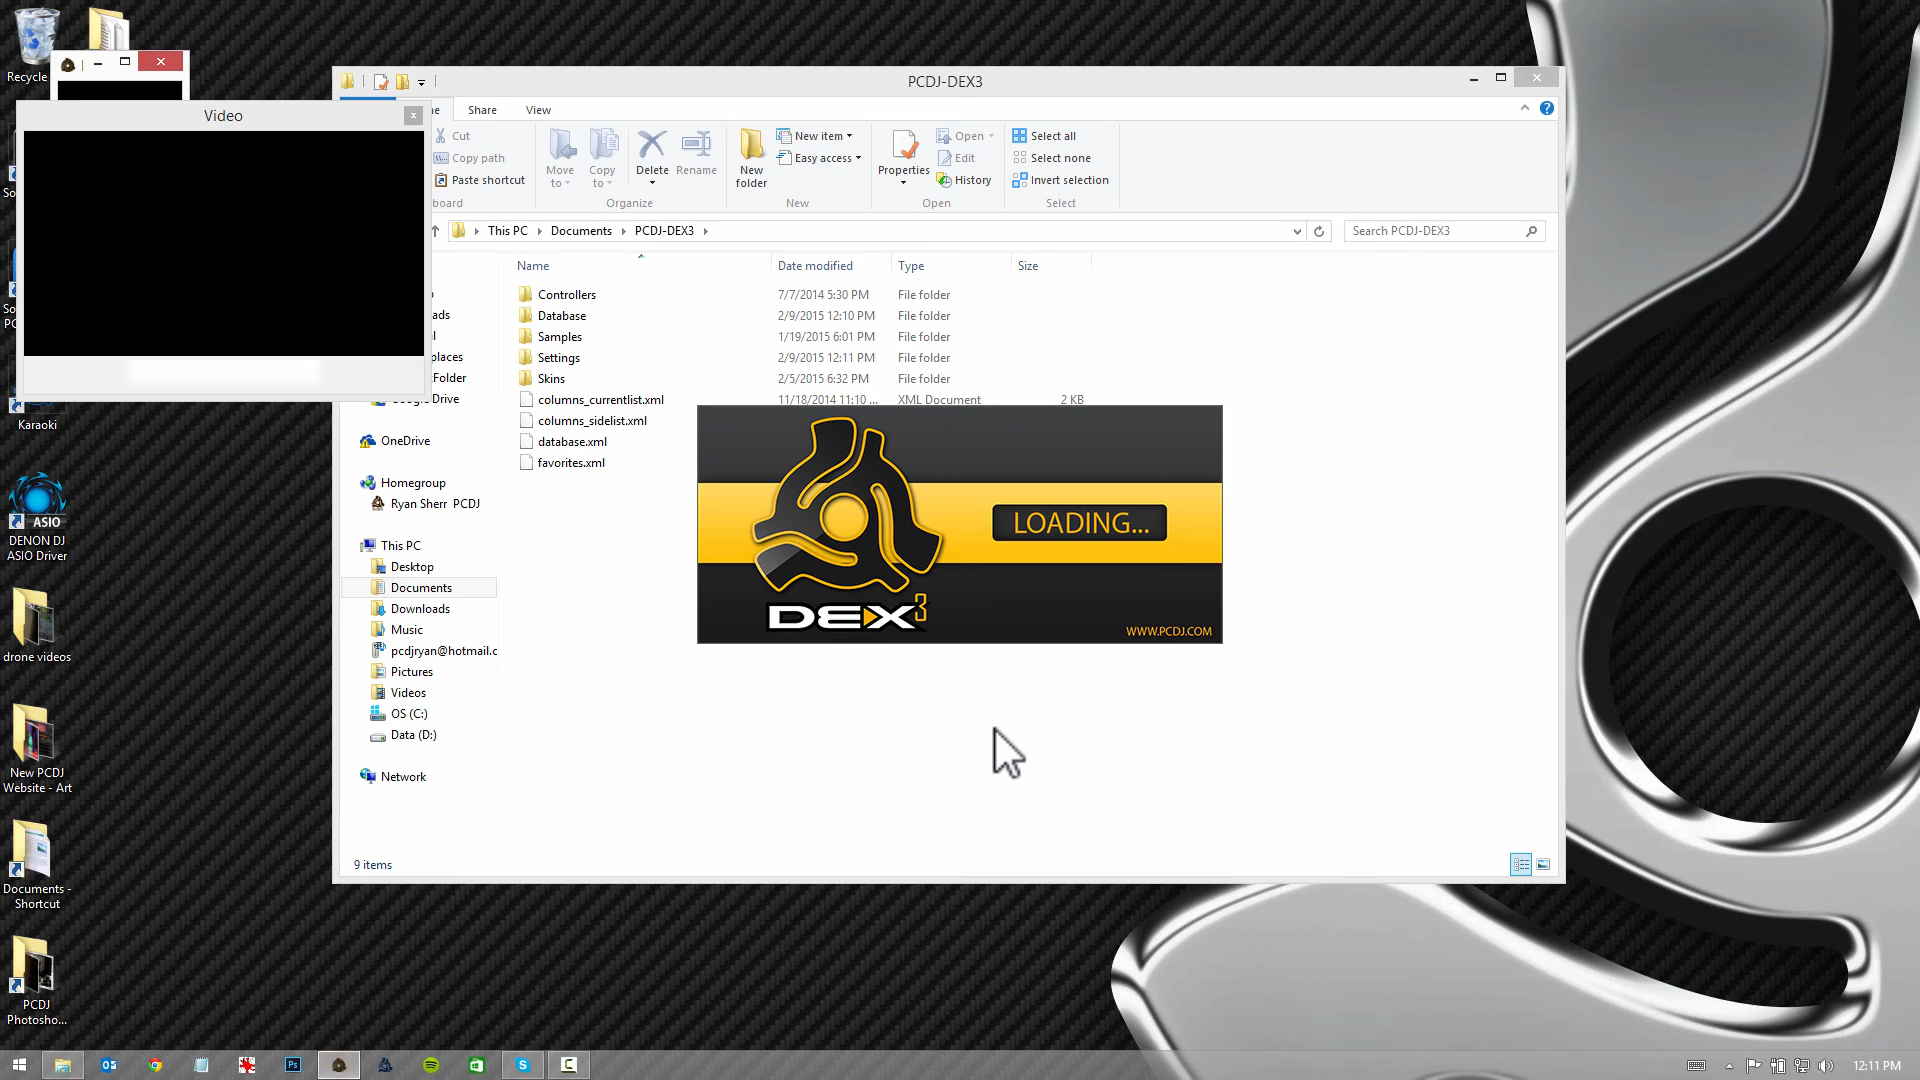 Recycle
Video
x
PCDJ-DEX3
Share
View
Cut
Copy path
Paste shortcut
board
Move to
Copy to
Delete
Rename
Organize
New folder
New item
Easy access
New
Properties
Open
Edit
History
Open
Select all
Select none
Invert selection
Select
This PC
Documents
PCDJ-DEX3
Search PCDJ-DEX3
Name
Date modified
Type
Size
Controllers 7/7/2014 5:30 PM File folder
Database 2/9/2015 12:10 PM File folder
Samples 1/19/2015 6:01 PM File folder
Settings 2/9/2015 12:11 PM File folder
Skins 2/5/2015 6:32 PM File folder
columns_currentlist.xml 11/18/2014 11:10 ... XML Document 2 KB
columns_sidelist.xml
database.xml
favorites.xml
ads
places
Folder
Drive
OneDrive
Homegroup
Ryan Sherr PCDJ
This PC
Desktop
Documents
Downloads
Music
pcdjryan@hotmail.c
Pictures
Videos
OS (C:)
Data (D:)
Network
9 items
LOADING...
DEX3
WWW.PCDJ.COM
So
So
PC
Karaoki
ASIO
DENON DJ
ASIO Driver
drone videos
New PCDJ
Website - Art
Documents -
Shortcut
PCDJ
Photosho...
Ps
12:11 PM